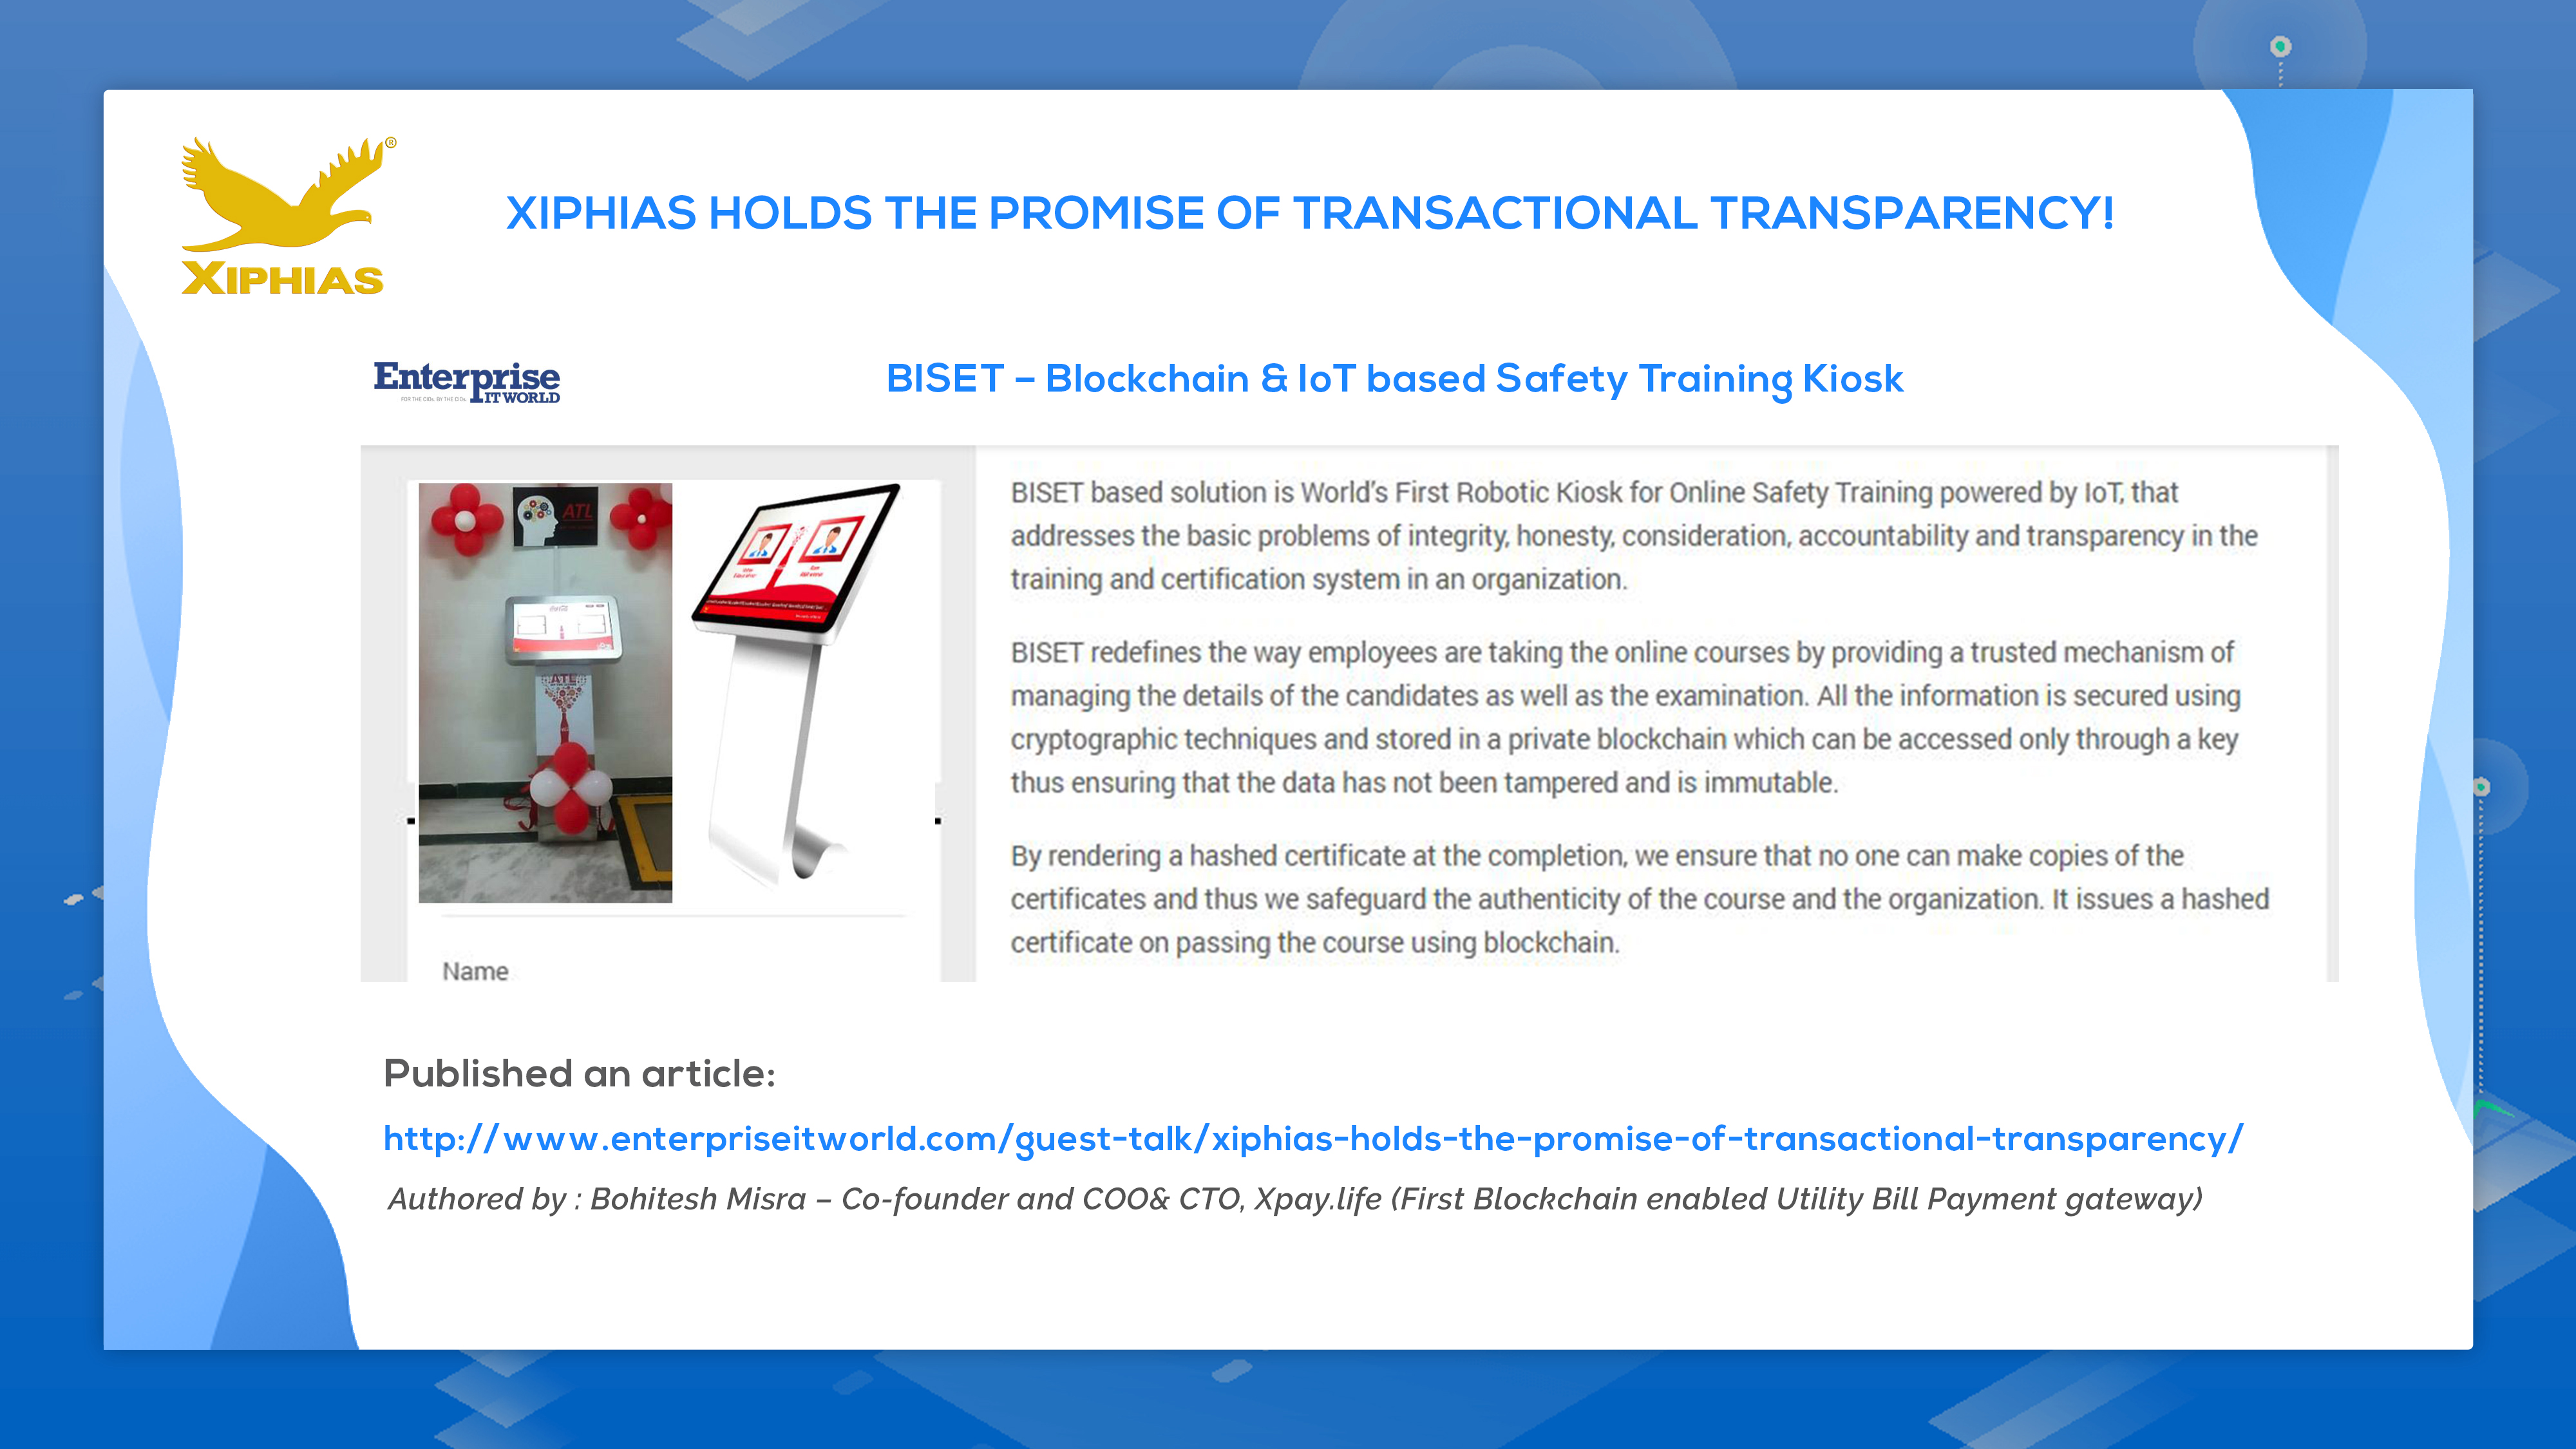 ®
XIPHIAS
XIPHIAS HOLDS THE PROMISE OF TRANSACTIONAL TRANSPARENCY!
Enterprise
FOR THE CIOs, BY THE CIOs.
IT WORLD
BISET – Blockchain & IoT based Safety Training Kiosk
ATL
ATL
BISET based solution is World's First Robotic Kiosk for Online Safety Training powered by IoT, that
addresses the basic problems of integrity, honesty, consideration, accountability and transparency in the
training and certification system in an organization.
BISET redefines the way employees are taking the online courses by providing a trusted mechanism of
managing the details of the candidates as well as the examination. All the information is secured using
cryptographic techniques and stored in a private blockchain which can be accessed only through a key
thus ensuring that the data has not been tampered and is immutable.
By rendering a hashed certificate at the completion, we ensure that no one can make copies of the
certificates and thus we safeguard the authenticity of the course and the organization. It issues a hashed
certificate on passing the course using blockchain.
Name
Published an article:
http://www.enterpriseitworld.com/guest-talk/xiphias-holds-the-promise-of-transactional-transparency/
Authored by : Bohitesh Misra – Co-founder and COO& CTO, Xpay.life (First Blockchain enabled Utility Bill Payment gateway)